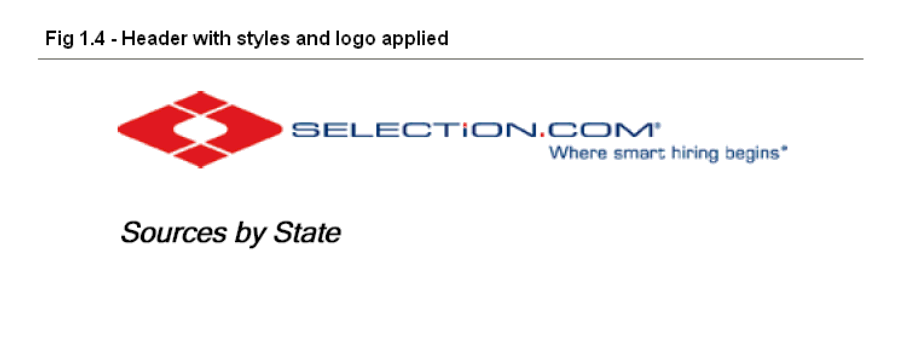 Fig 1.4 - Header with styles and logo applied
SELECTiON.COM®
Where smart hiring begins®
Sources by State